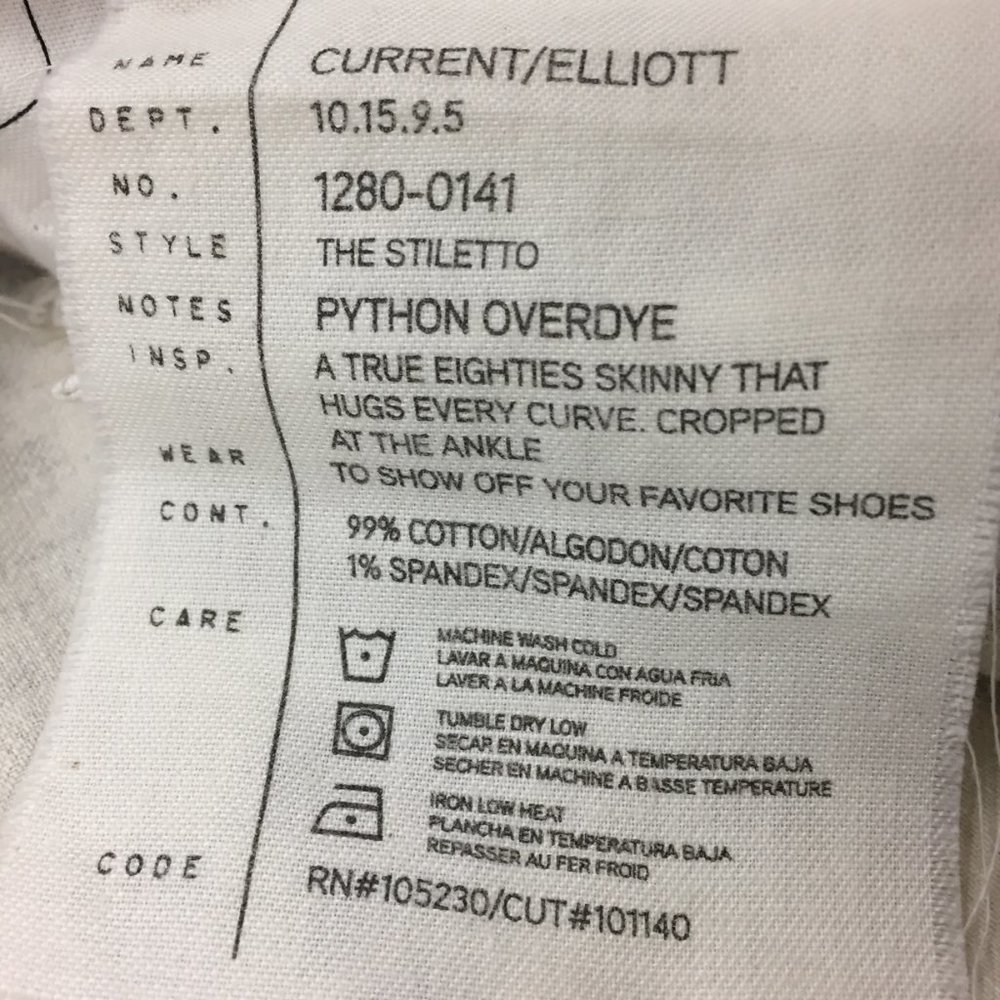 NAME CURRENT/ELLIOTT
DEPT. 10.15.9.5
NO. 1280-0141
STYLE THE STILETTO
NOTES PYTHON OVERDYE
INSP. A TRUE EIGHTIES SKINNY THAT
HUGS EVERY CURVE. CROPPED
AT THE ANKLE
WEAR TO SHOW OFF YOUR FAVORITE SHOES
CONT. 99% COTTON/ALGODON/COTON
1% SPANDEX/SPANDEX/SPANDEX
CARE MACHINE WASH COLD
LAVAR A MAQUINA CON AGUA FRIA
LAVER A LA MACHINE FROIDE
TUMBLE DRY LOW
SECAR EN MAQUINA A TEMPERATURA BAJA
SECHER EN MACHINE A BASSE TEMPERATURE
IRON LOW HEAT
PLANCHA EN TEMPERATURA BAJA
REPASSER AU FER FROID
CODE RN#105230/CUT#101140